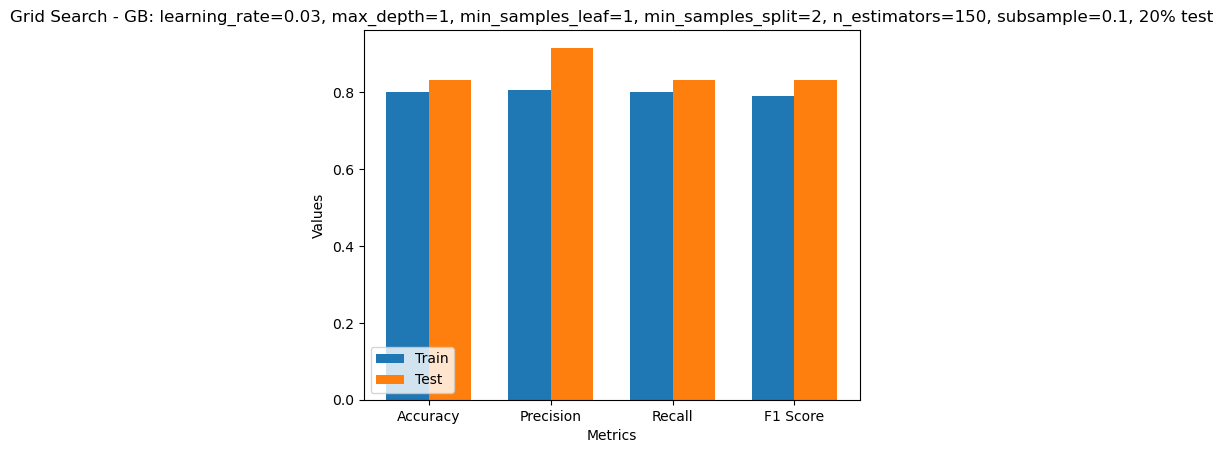 Grid Search - GB: learning_rate=0.03, max_depth=1, min_samples_leaf=1, min_samples_split=2, n_estimators=150, subsample=0.1, 20% test
Values
0.8
0.6
0.4
0.2
0.0
Train
Test
Accuracy
Precision
Recall
F1 Score
Metrics